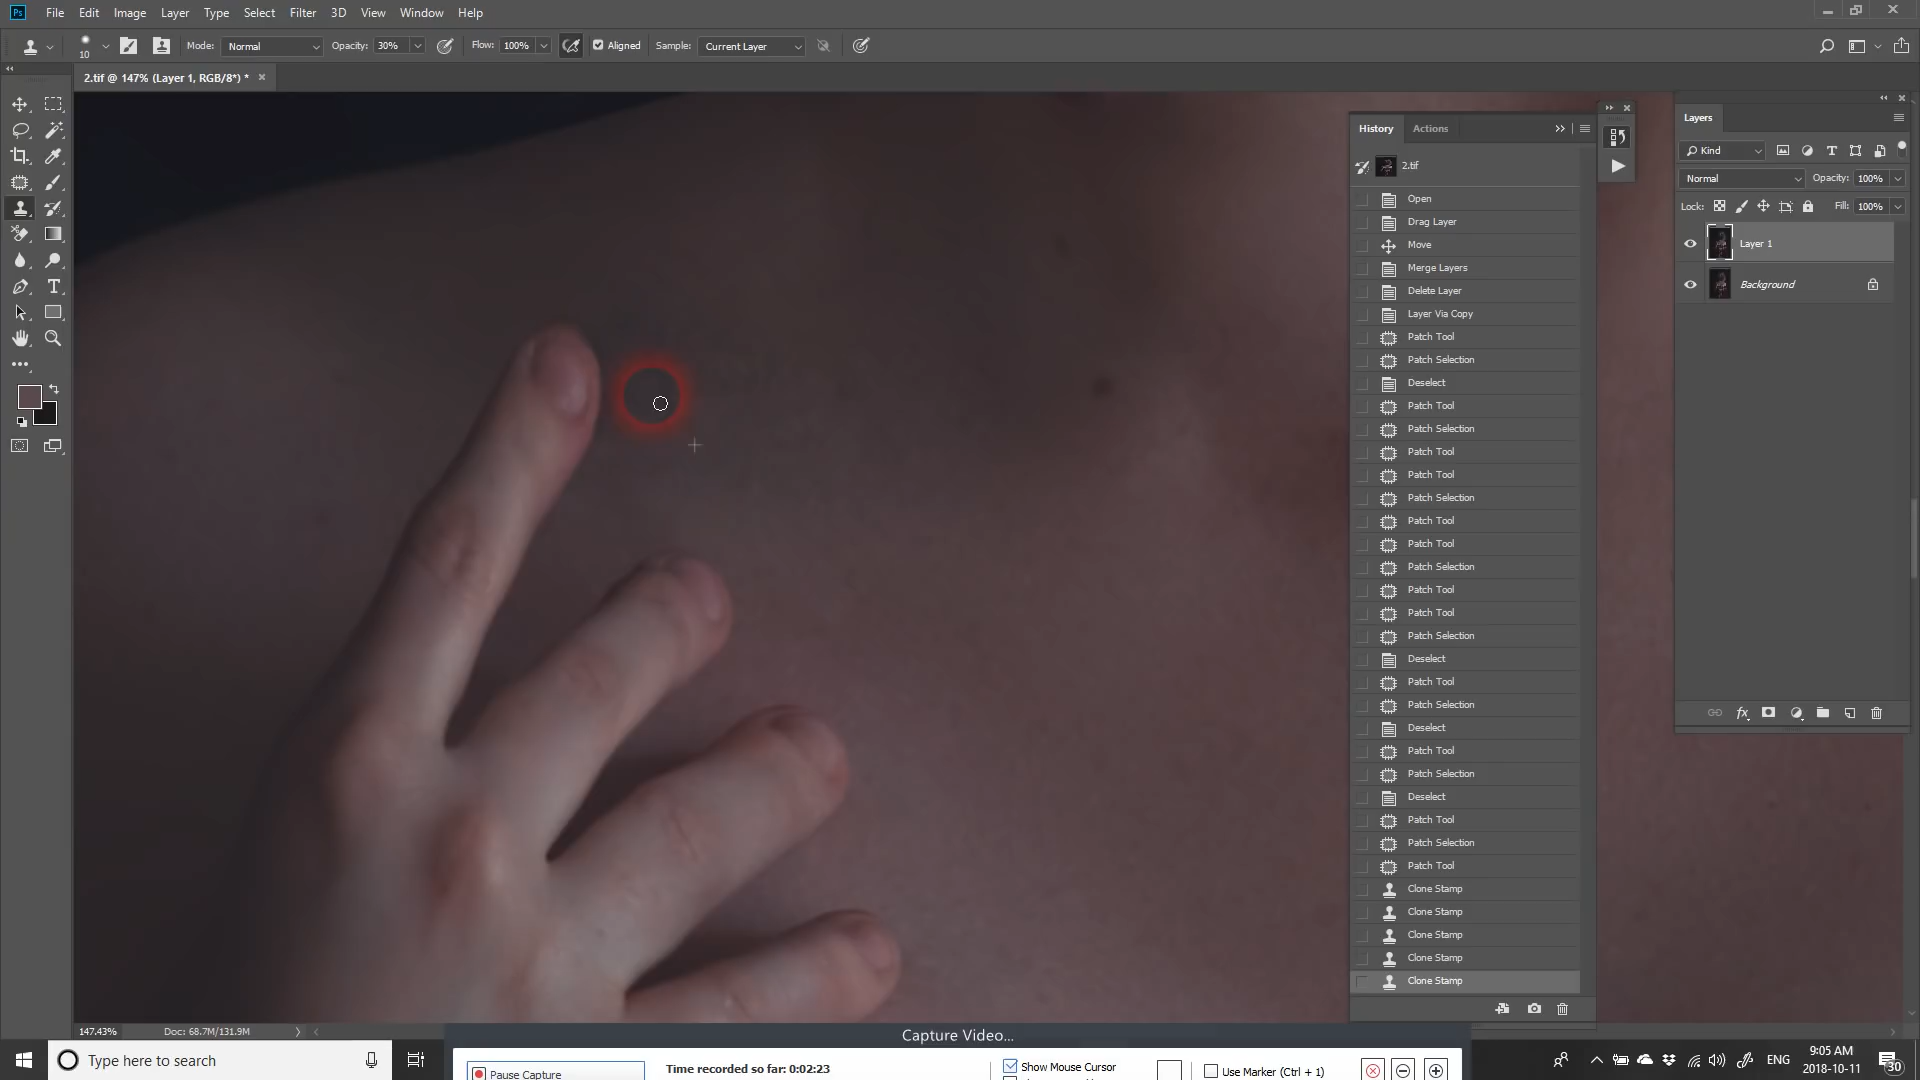 Ps File Edit Image Layer Type Select Filter 3D View Window Help
10 Mode: Normal Opacity: 30% Flow: 100% Aligned Sample: Current Layer
2.tif @ 147% (Layer 1, RGB/8*) * ×
History Actions
2.tif
Open
Drag Layer
Move
Merge Layers
Delete Layer
Layer Via Copy
Patch Tool
Patch Selection
Deselect
Patch Tool
Patch Selection
Patch Tool
Patch Tool
Patch Selection
Patch Tool
Patch Tool
Patch Selection
Patch Tool
Patch Tool
Patch Selection
Deselect
Patch Tool
Patch Selection
Deselect
Patch Tool
Patch Selection
Deselect
Patch Tool
Patch Selection
Patch Tool
Clone Stamp
Clone Stamp
Clone Stamp
Clone Stamp
Clone Stamp
Layers
Kind
Normal Opacity: 100%
Lock: Fill: 100%
Layer 1
Background
147.43% Doc: 68.7M/131.9M
Capture Video...
Pause Capture
Time recorded so far: 0:02:23
Show Mouse Cursor
Use Marker (Ctrl + 1)
Type here to search
ENG
9:05 AM
2018-10-11
30